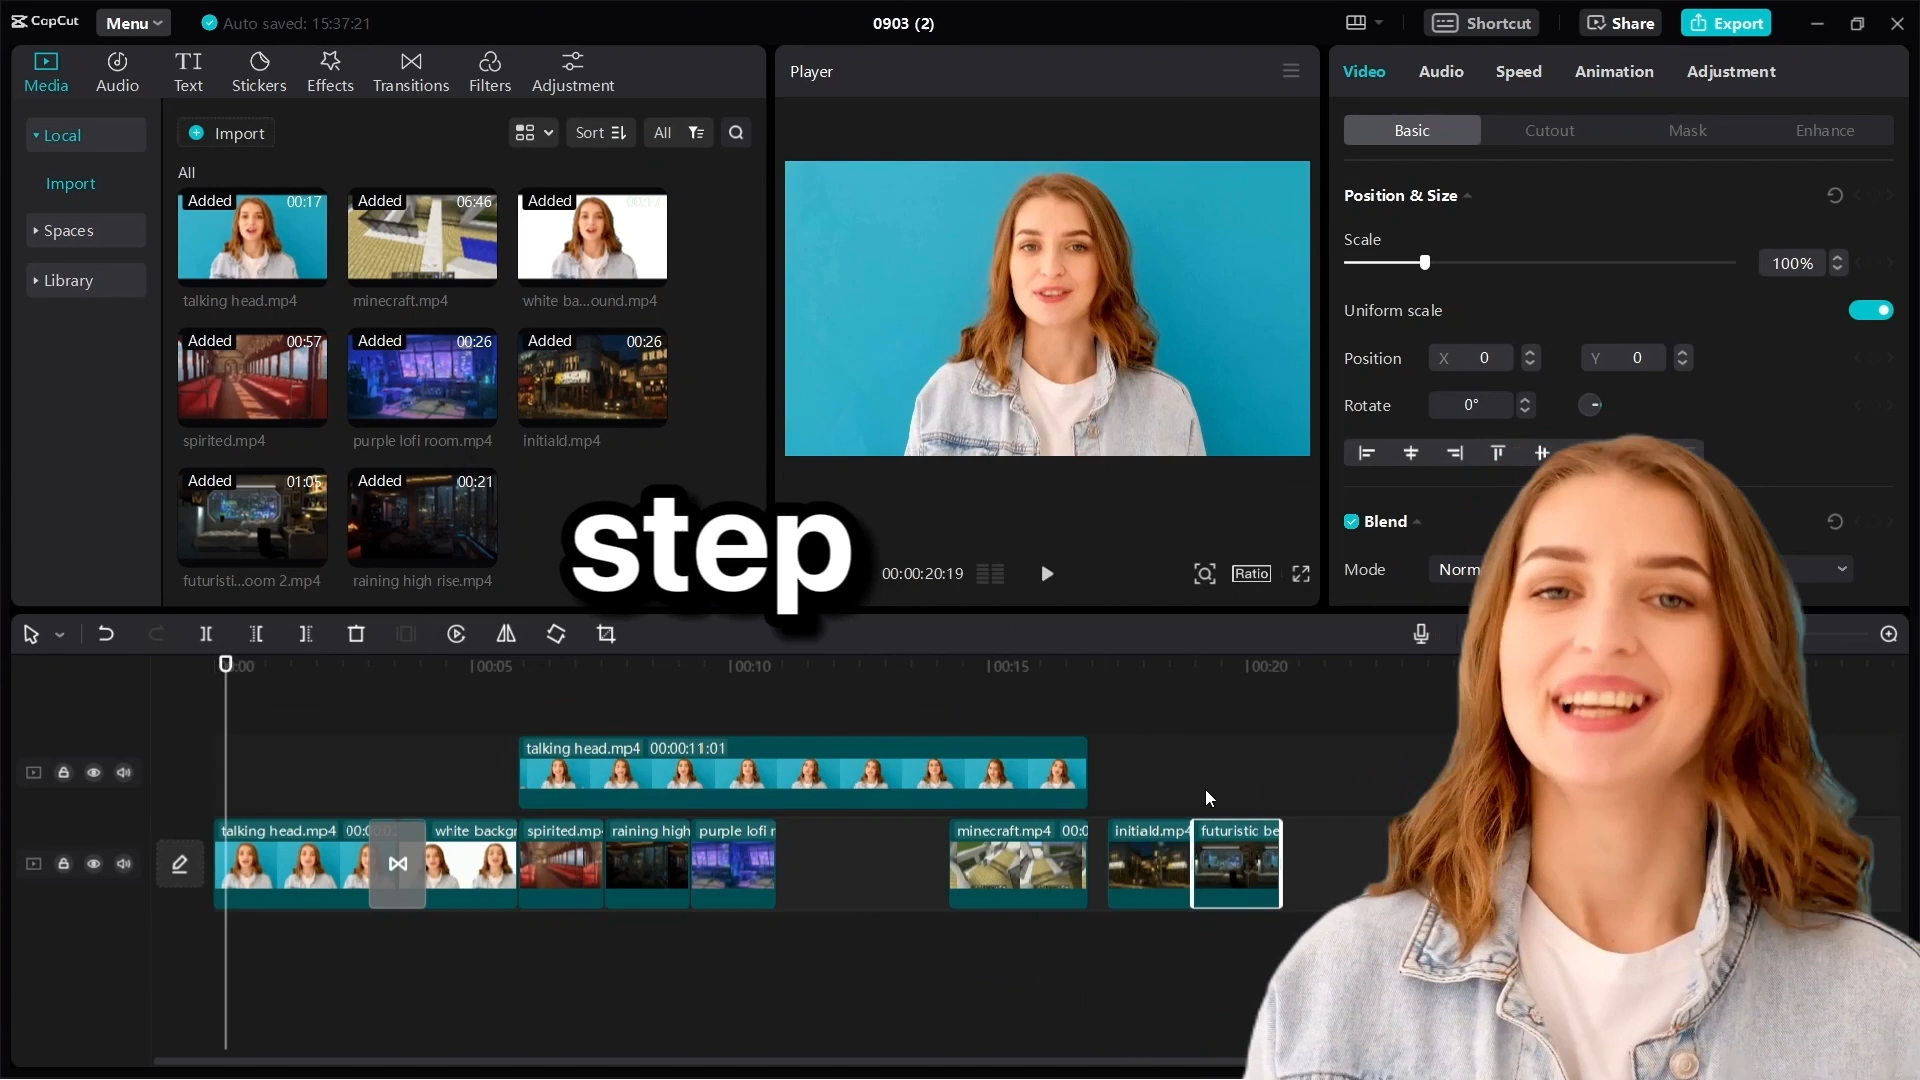 CapCut
Menu
Auto saved: 15:37:21
0903 (2)
Shortcut
Share
Export
Media
Audio
Text
Stickers
Effects
Transitions
Filters
Adjustment
Local
Import
Spaces
Library
Import
Sort
All
All
Added 00:17
talking head.mp4
Added 06:46
minecraft.mp4
Added
white ba...ound.mp4
Added 00:57
spirited.mp4
Added 00:26
purple lofi room.mp4
Added 00:26
initiald.mp4
Added 01:05
futuristi...oom 2.mp4
Added 00:21
raining high rise.mp4
Player
00:00:20:19
Ratio
step
Video
Audio
Speed
Animation
Adjustment
Basic
Cutout
Mask
Enhance
Position & Size
Scale
100%
Uniform scale
Position
X 0
Y 0
Rotate
0°
Blend
Mode
Norm
:00
00:05
00:10
00:15
00:20
talking head.mp4 00:00:11:01
talking head.mp4 00:0
white backgr
spirited.mp
raining high
purple lofi r
minecraft.mp4 00:0
initiald.mp4
futuristic be